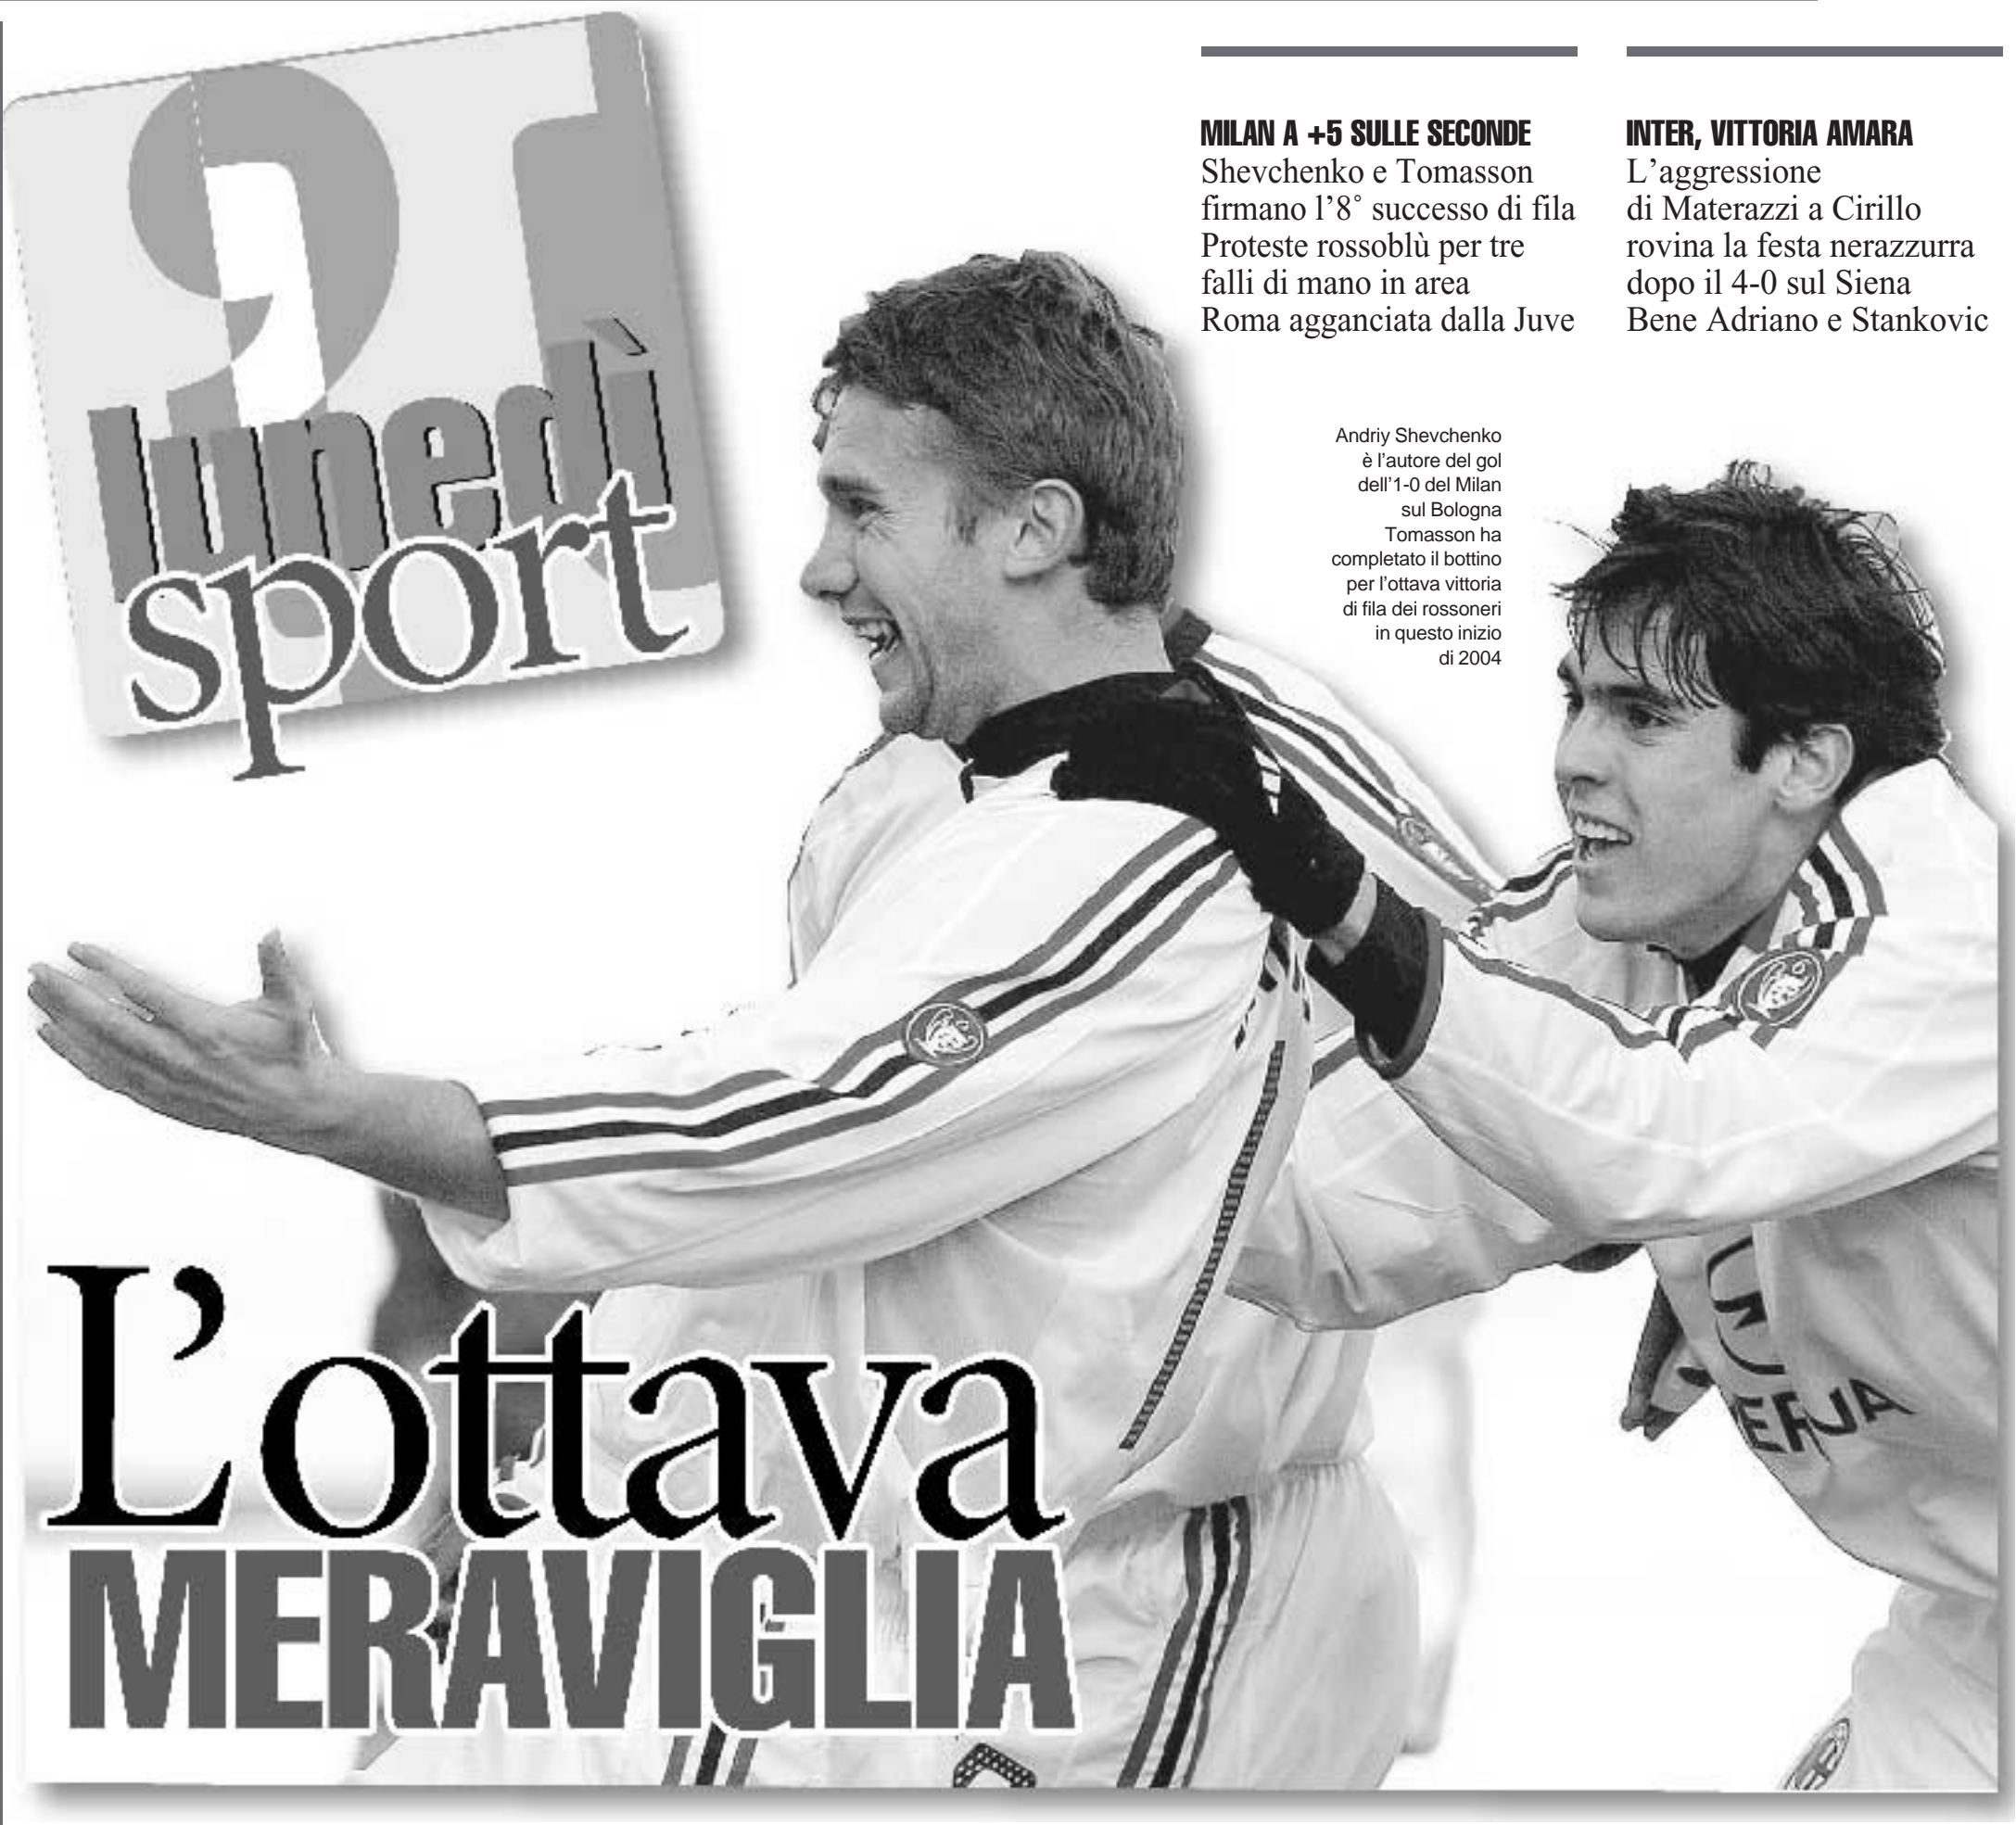 lunedì
sport
MILAN A +5 SULLE SECONDE
Shevchenko e Tomasson
firmano l'8° successo di fila
Proteste rossoblù per tre
falli di mano in area
Roma agganciata dalla Juve
INTER, VITTORIA AMARA
L'aggressione
di Materazzi a Cirillo
rovina la festa nerazzurra
dopo il 4-0 sul Siena
Bene Adriano e Stankovic
Andriy Shevchenko
è l'autore del gol
dell'1-0 del Milan
sul Bologna
Tomasson ha
completato il bottino
per l'ottava vittoria
di fila dei rossoneri
in questo inizio
di 2004
L'ottava
MERAVIGLIA